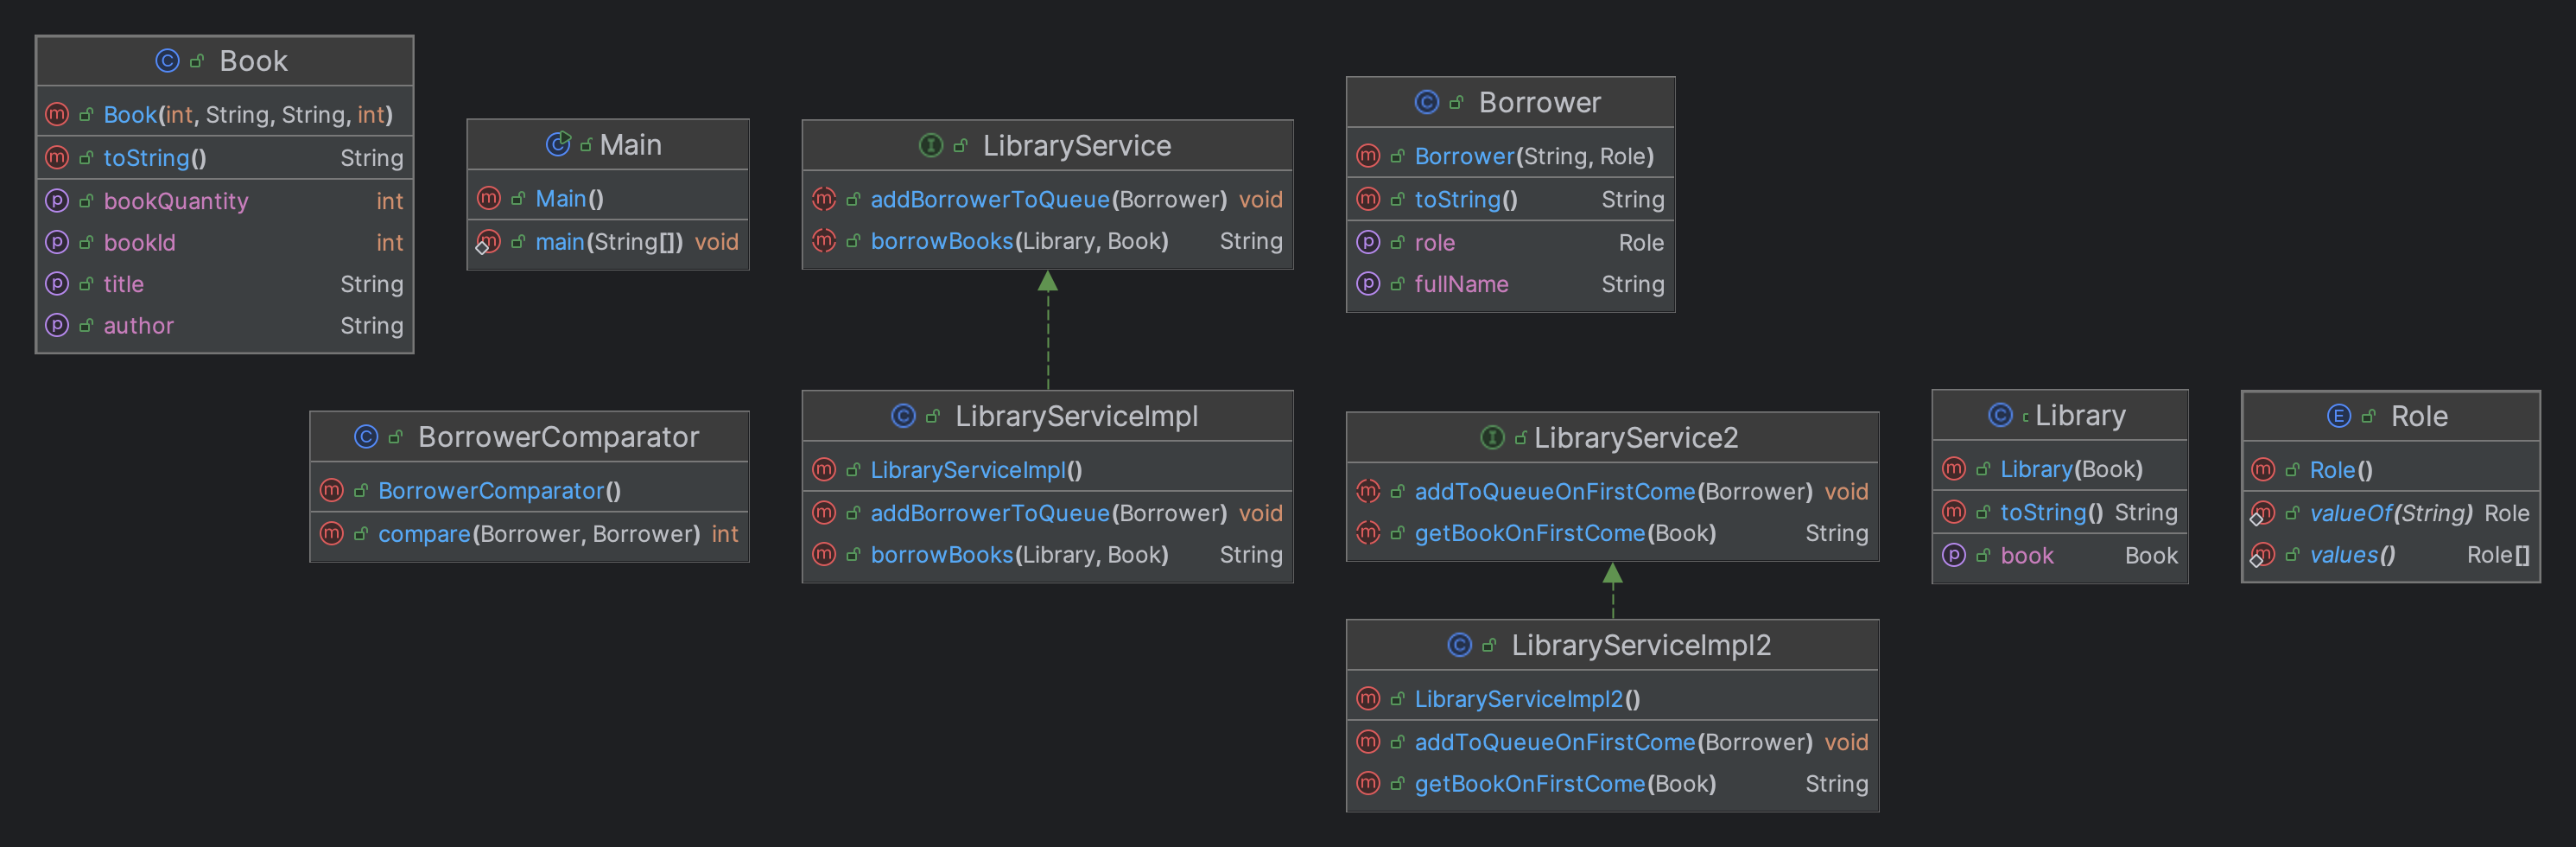 Book
Book(int, String, String, int)
toString() String
bookQuantity int
bookId int
title String
author String
Main
Main()
main(String[]) void
LibraryService
addBorrowerToQueue(Borrower) void
borrowBooks(Library, Book) String
Borrower
Borrower(String, Role)
toString() String
role Role
fullName String
BorrowerComparator
BorrowerComparator()
compare(Borrower, Borrower) int
LibraryServiceImpl
LibraryServiceImpl()
addBorrowerToQueue(Borrower) void
borrowBooks(Library, Book) String
LibraryService2
addToQueueOnFirstCome(Borrower) void
getBookOnFirstCome(Book) String
Library
Library(Book)
toString() String
book Book
Role
Role()
valueOf(String) Role
values() Role[]
LibraryServiceImpl2
LibraryServiceImpl2()
addToQueueOnFirstCome(Borrower) void
getBookOnFirstCome(Book) String